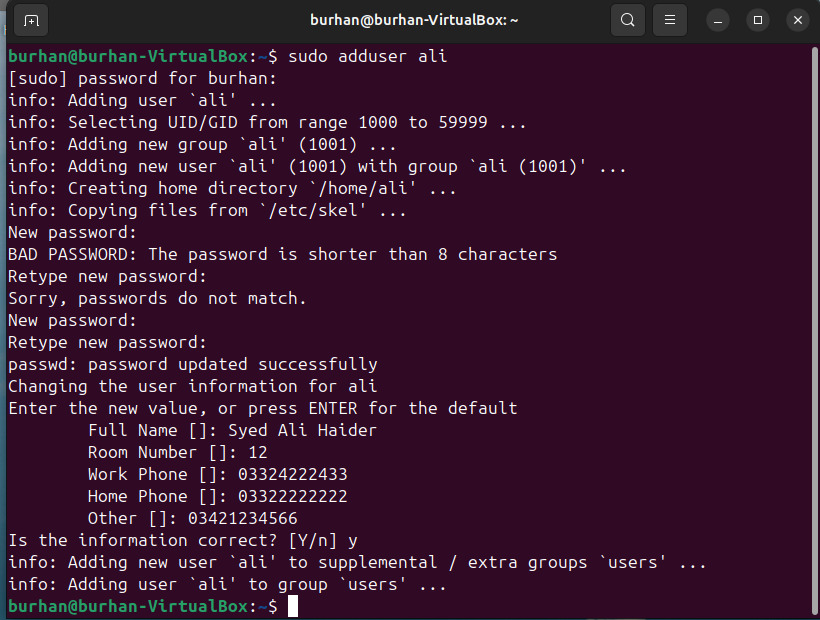 burhan@burhan-VirtualBox: ~
burhan@burhan-VirtualBox:~$ sudo adduser ali
[sudo] password for burhan:
info: Adding user `ali' ...
info: Selecting UID/GID from range 1000 to 59999 ...
info: Adding new group `ali' (1001) ...
info: Adding new user `ali' (1001) with group `ali (1001)' ...
info: Creating home directory `/home/ali' ...
info: Copying files from `/etc/skel' ...
New password:
BAD PASSWORD: The password is shorter than 8 characters
Retype new password:
Sorry, passwords do not match.
New password:
Retype new password:
passwd: password updated successfully
Changing the user information for ali
Enter the new value, or press ENTER for the default
        Full Name []: Syed Ali Haider
        Room Number []: 12
        Work Phone []: 03324222433
        Home Phone []: 03322222222
        Other []: 03421234566
Is the information correct? [Y/n] y
info: Adding new user `ali' to supplemental / extra groups `users' ...
info: Adding user `ali' to group `users' ...
burhan@burhan-VirtualBox:~$